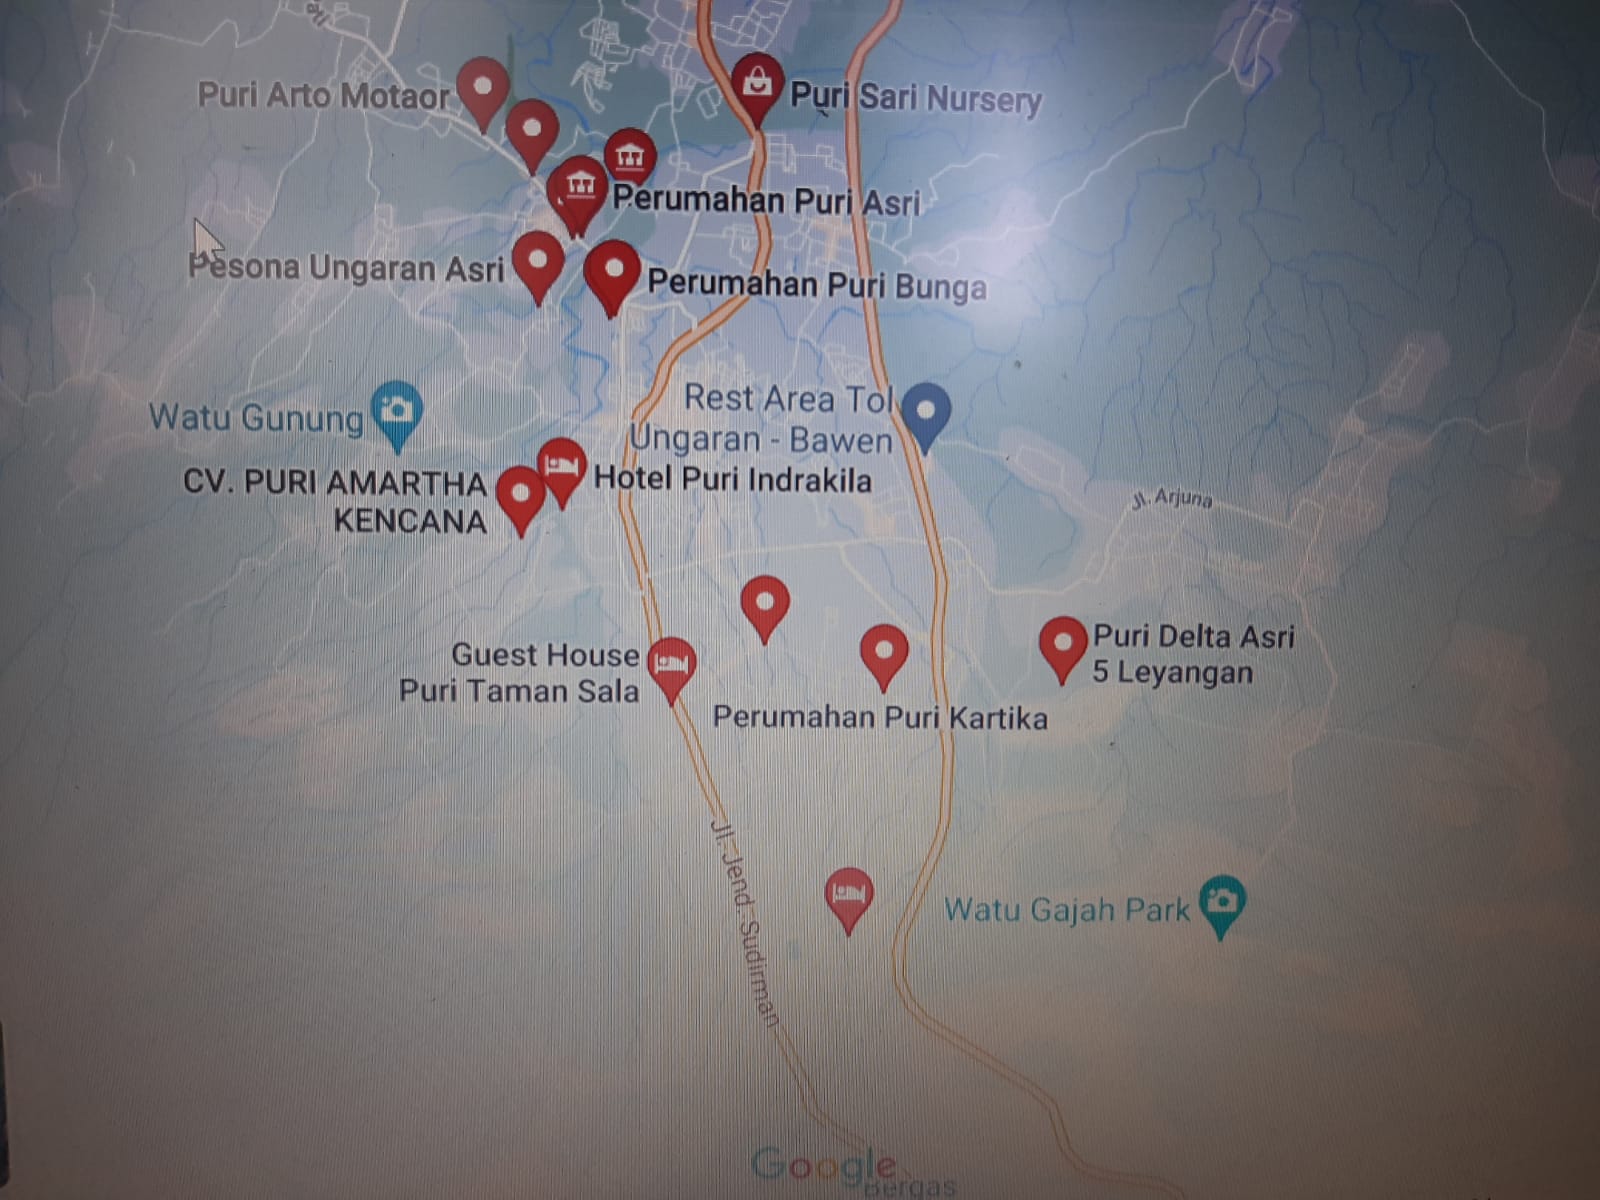 Puri Arto Motaor
Puri Sari Nursery
Perumahan Puri Asri
Pesona Ungaran Asri
Perumahan Puri Bunga
Watu Gunung
Rest Area Tol
Ungaran - Bawen
CV. PURI AMARTHA
KENCANA
Hotel Puri Indrakila
Jl. Arjuna
Guest House
Puri Taman Sala
Puri Delta Asri
5 Leyangan
Perumahan Puri Kartika
Jl. Jend. Sudirman
Watu Gajah Park
Google
Bergas